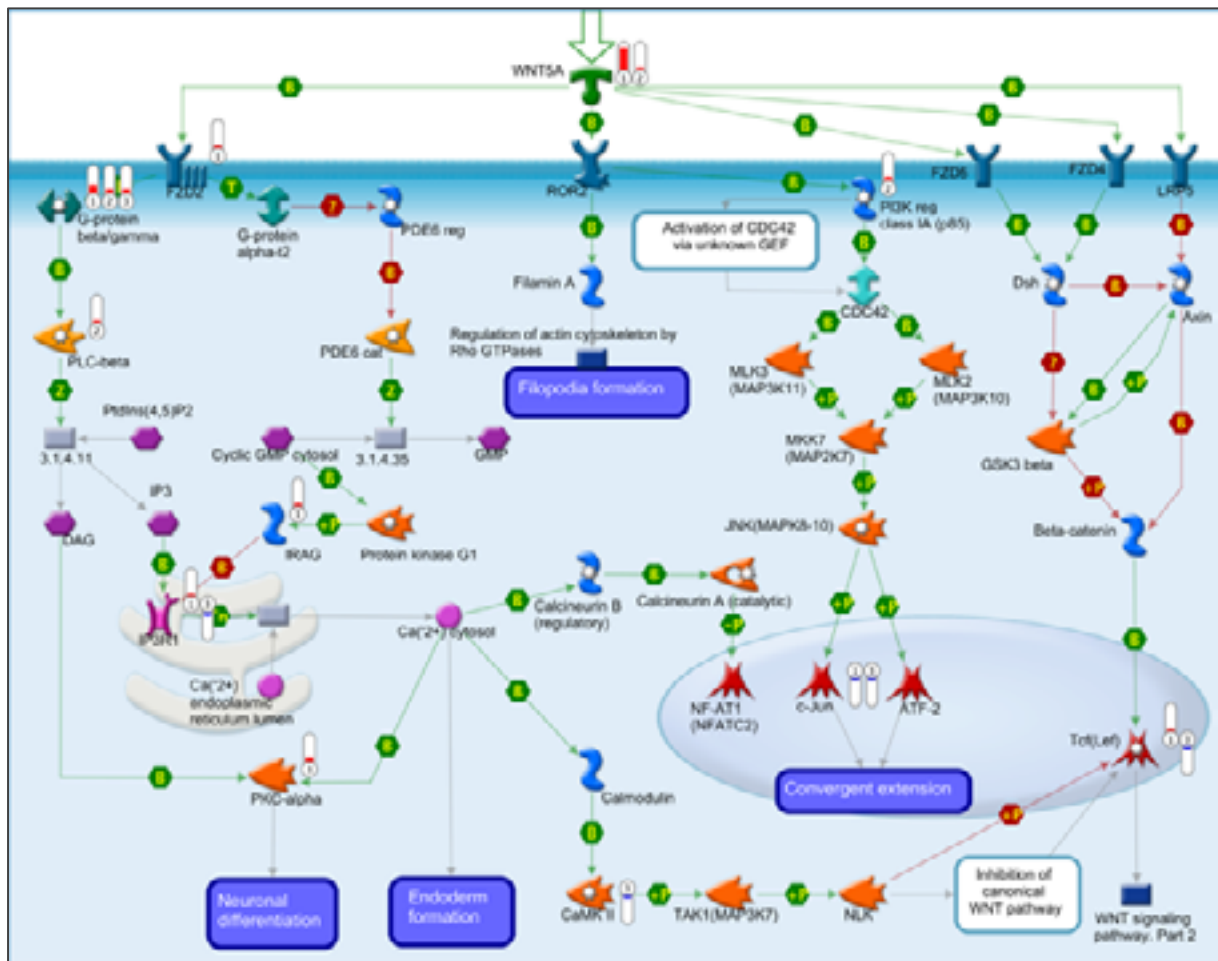 WNT5A
B
B
B
B
B
FZD2
ROR2
FZD6
FZD4
LRP5
T
?
B
B
G-protein
beta/gamma
G-protein
alpha-t2
PDE6 reg
PI3K reg
class IA (p85)
Activation of CDC42
via unknown GEF
B
B
B
B
B
B
B
Filamin A
CDC42
Dsh
B
Axin
PLC-beta
PDE6 cat
Regulation of actin cytoskeleton by
Rho GTPases
Filopodia formation
B
B
MLK3
(MAP3K11)
MLK2
(MAP3K10)
?
B
+P
Z
Z
+P
+P
B
PtdIns(4,5)P2
3.1.4.11
Cyclic GMP cytosol
3.1.4.35
GMP
MKK7
(MAP2K7)
GSK3 beta
IP3
B
+P
+P
DAG
IRAG
+P
Protein kinase G1
JNK(MAPK8-10)
Beta-catenin
B
B
IP3R1
Ca(*2+) cytosol
B
Calcineurin B
(regulatory)
B
Calcineurin A (catalytic)
+P
+P
-P
B
Ca(*2+)
endoplasmic
reticulum lumen
NF-AT1
(NFATC2)
c-Jun
ATF-2
Tcf(Lef)
B
B
B
PKC-alpha
Calmodulin
Convergent extension
+P
B
Neuronal
differentiation
Endoderm
formation
CaMK II
+P
TAK1(MAP3K7)
+P
NLK
Inhibition of
canonical
WNT pathway
WNT signaling
pathway. Part 2